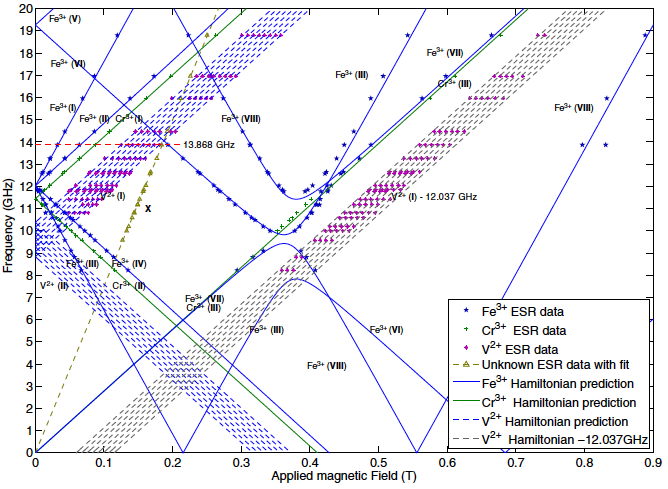 20
19
18
17
16
15
14
13
12
11
10
9
8
7
6
5
4
3
2
1
0
Frequency (GHz)
Fe3+ (V)
Fe3+ (VI)
Fe3+(I)
Fe3+ (II)
Cr3+(I)
Fe3+(VIII)
Fe3+(III)
Fe3+ (VII)
Cr3+ (III)
Fe3+ (VIII)
13.868 GHz
V2+ (I)
X
V2+ (I) - 12.037 GHz
Fe3+(III)
Fe3+ (IV)
V2+ (II)
Cr3+ (II)
Fe3+ (VII)
Cr3+ (III)
Fe3+ (III)
Fe3+(VI)
Fe3+ (VIII)
Fe3+ ESR data
Cr3+ ESR data
V2+ ESR data
Unknown ESR data with fit
Fe3+ Hamiltonian prediction
Cr3+ Hamiltonian prediction
V2+ Hamiltonian prediction
V2+ Hamiltonian −12.037GHz
0 0.1 0.2 0.3 0.4 0.5 0.6 0.7 0.8 0.9
Applied magnetic Field (T)